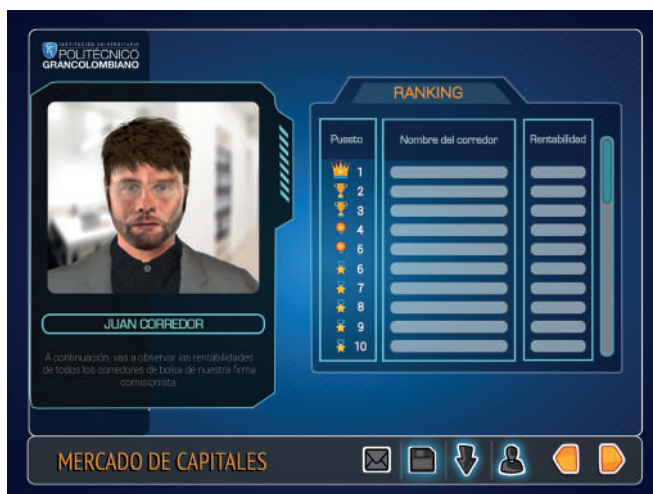 INSTITUCIÓN UNIVERSITARIA
POLITÉCNICO
GRANCOLOMBIANO
JUAN CORREDOR
A continuación, vas a observar las rentabilidades
de todos los corredores de bolsa de nuestra firma
comisionista.
RANKING
Puesto Nombre del corredor Rentabilidad
1
2
3
4
5
6
7
8
9
10
MERCADO DE CAPITALES